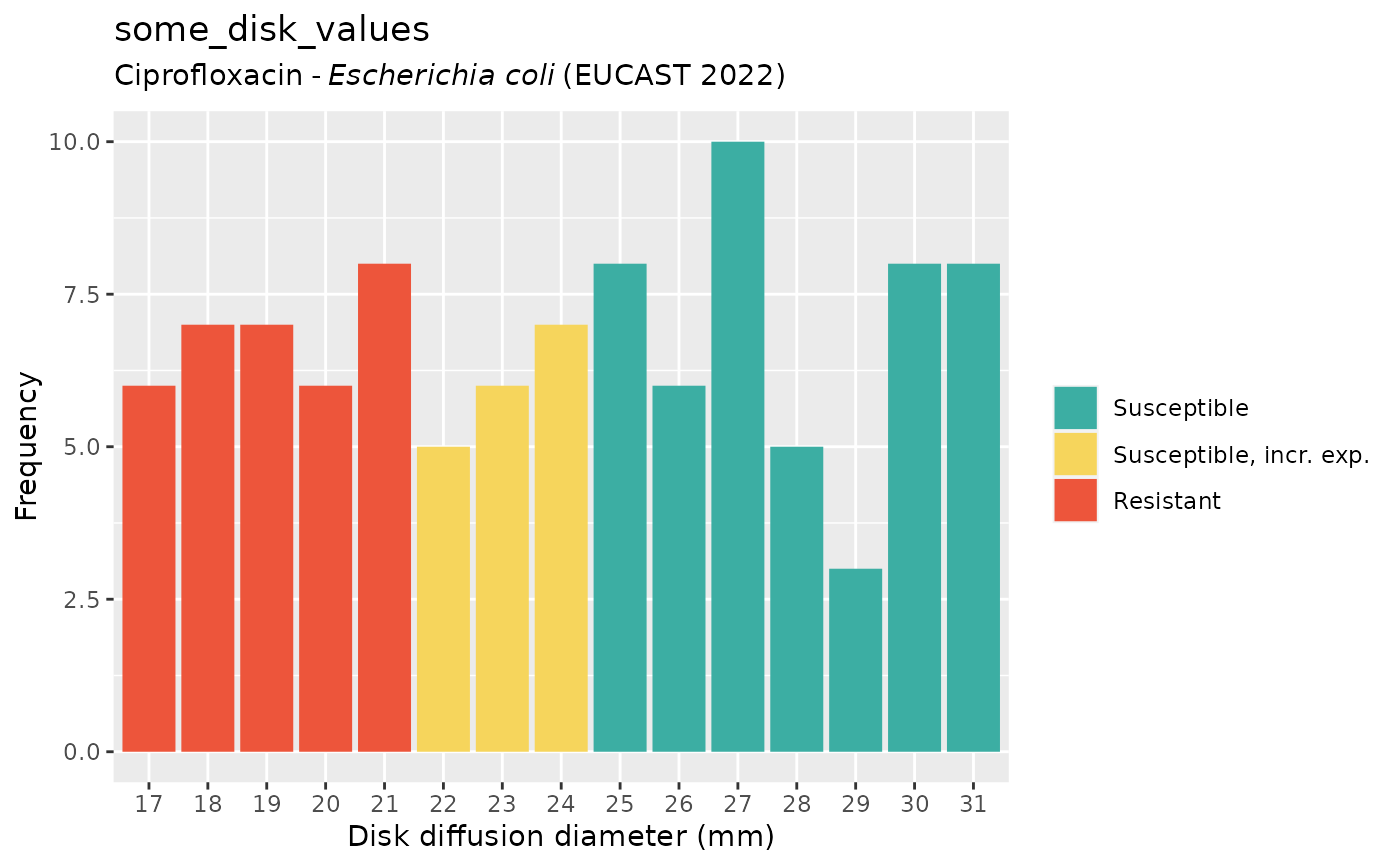 some_disk_values
Ciprofloxacin - Escherichia coli (EUCAST 2022)
Frequency
10.0
7.5
5.0
2.5
0.0
17 18 19 20 21 22 23 24 25 26 27 28 29 30 31
Disk diffusion diameter (mm)
Susceptible
Susceptible, incr. exp.
Resistant